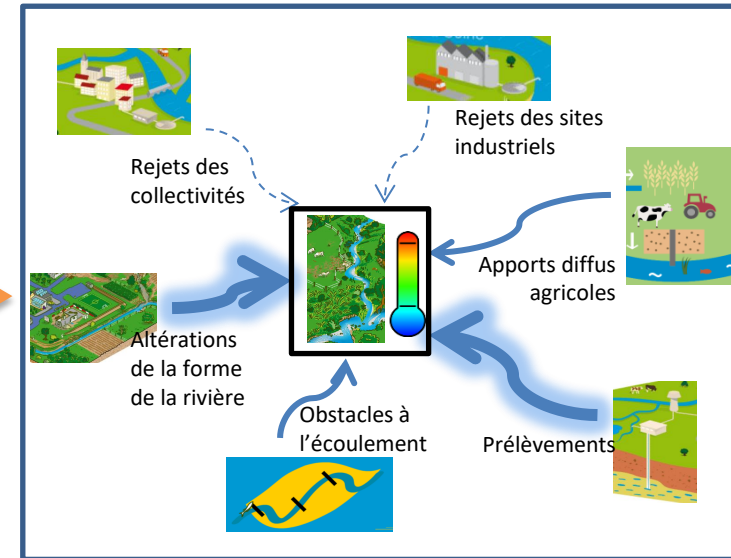 Rejets des
collectivités
Rejets des sites
industriels
Apports diffus
agricoles
Altérations
de la forme
de la rivière
Obstacles à
l’écoulement
Prélèvements